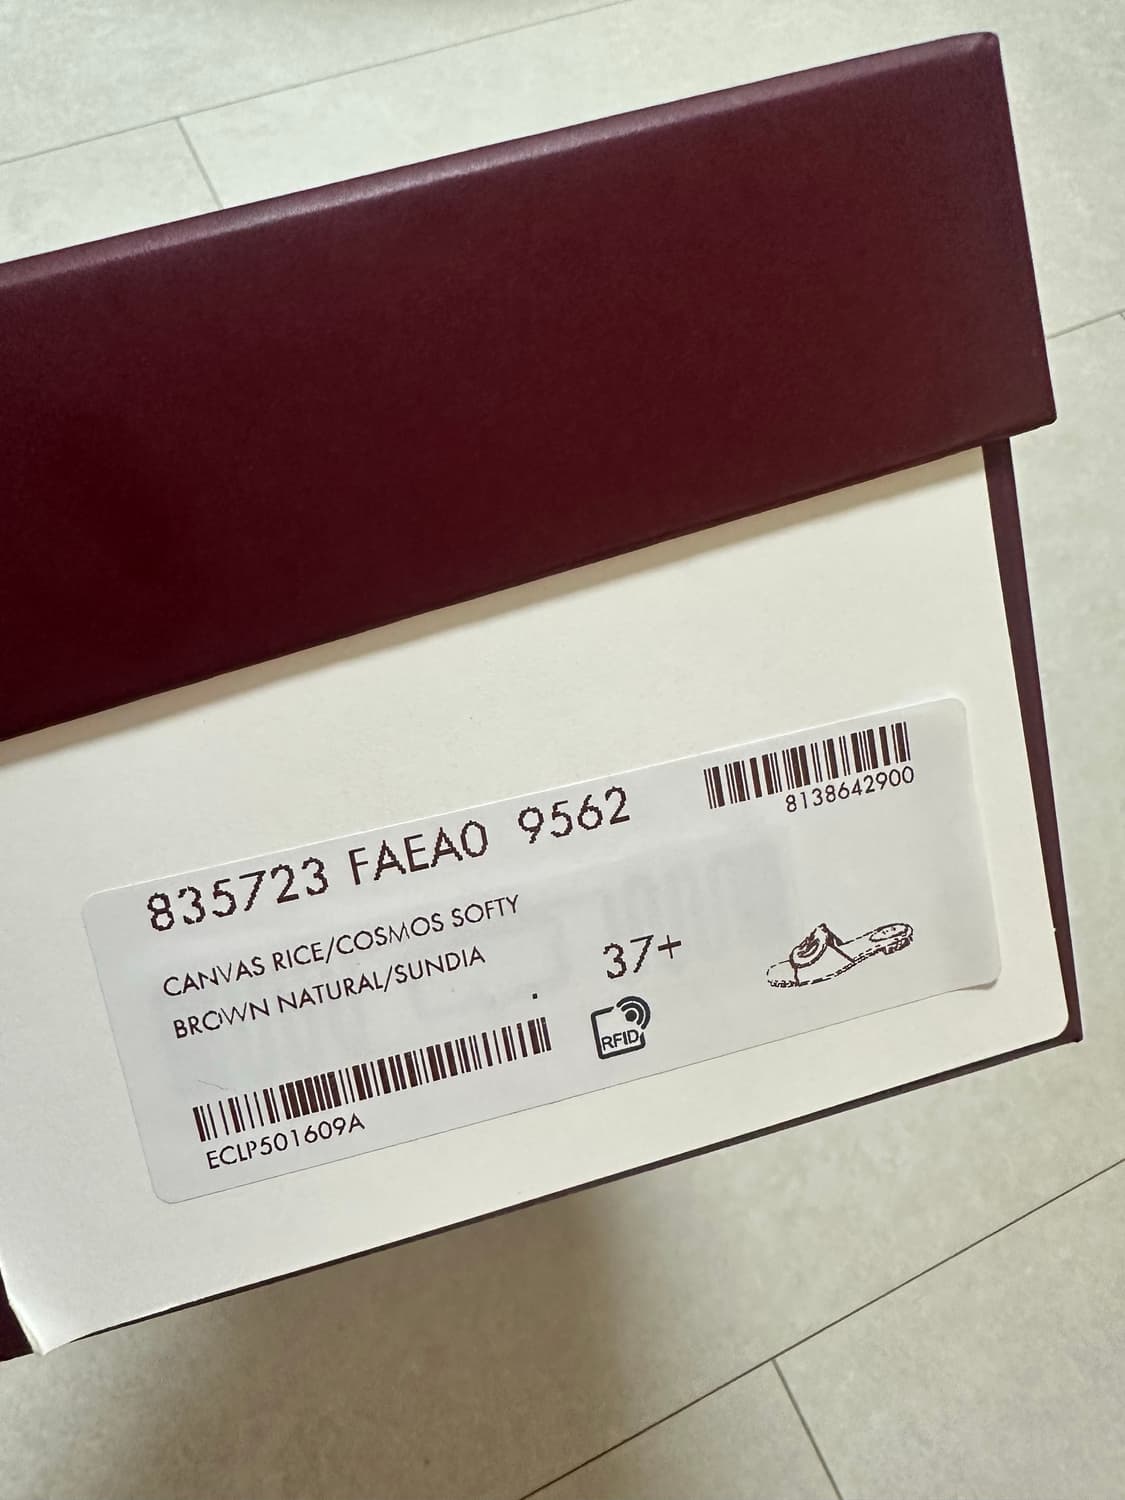 835723 FAEA0 9562
8138642900
CANVAS RICE/COSMOS SOFTY
BROWN NATURAL/SUNDIA
37+
RFID
ECLP501609A